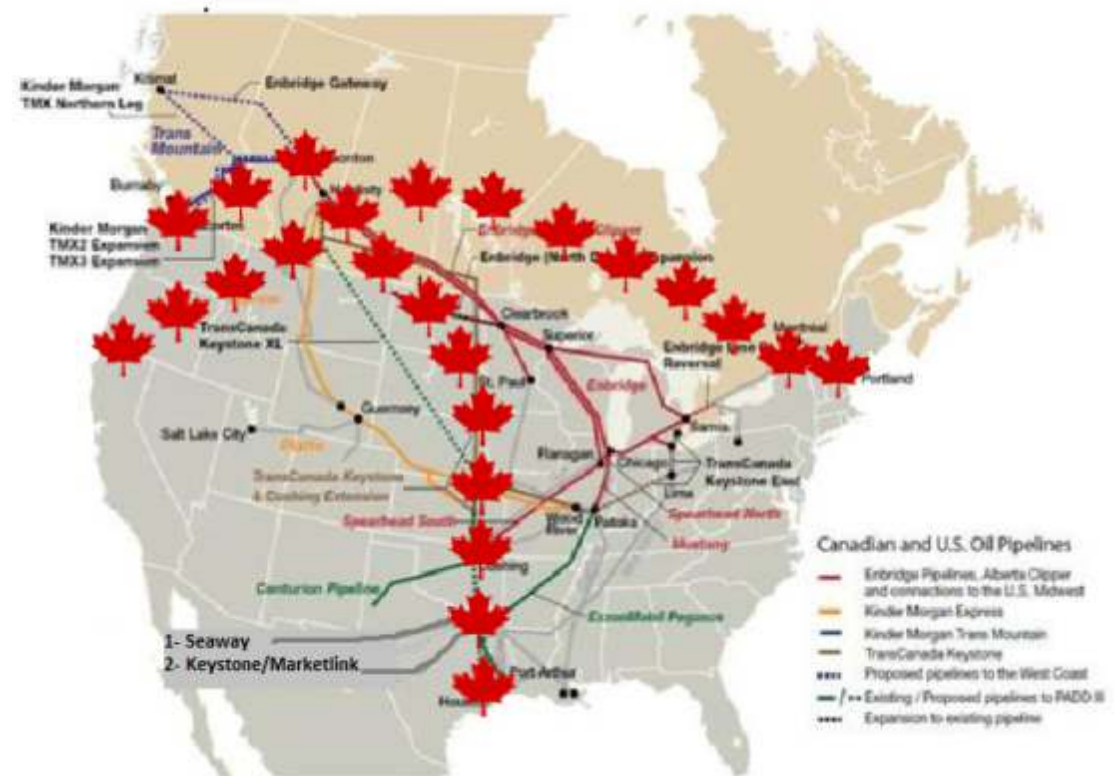 Kitimat
Kinder Morgan
TMX Northern Leg
Enbridge Gateway
Trans
Mountain
Burnaby
Kinder Morgan
TMX2 Expansion
TMX3 Expansion
Clearbrook
Superior
TransCanada
Keystone XL
Montreal
Enbridge Line
Reversal
Portland
St. Paul
Enbridge
Guernsey
Salt Lake City
Sarnia
Platte
Flanagan
Chicago
TransCanada
Keystone East
Lima
TransCanada Keystone
& Cushing Extension
Spearhead South
Wood
River
Patoka
Spearhead North
Mustang
Centurion Pipeline
ExxonMobil Pegasus
1- Seaway
2- Keystone/Marketlink
Port Arthur
Canadian and U.S. Oil Pipelines
Enbridge Pipelines, Alberta Clipper
and connections to the U.S. Midwest
Kinder Morgan Express
Kinder Morgan Trans Mountain
TransCanada Keystone
Proposed pipelines to the West Coast
Existing / Proposed pipelines to PADD III
Expansion to existing pipeline